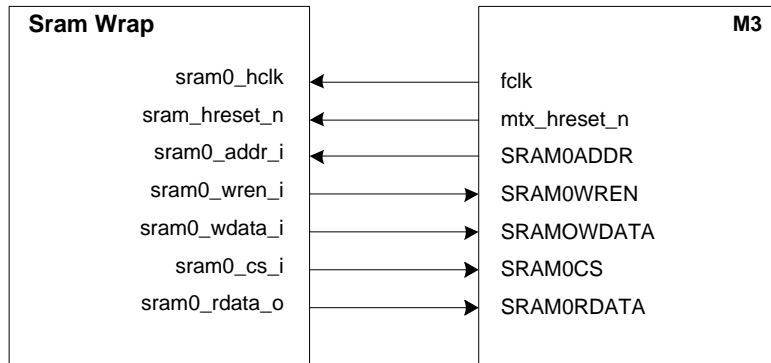 Sram Wrap
M3
sram0_hclk
fclk
sram_hreset_n
mtx_hreset_n
sram0_addr_i
SRAM0ADDR
sram0_wren_i
SRAM0WREN
sram0_wdata_i
SRAMOWDATA
sram0_cs_i
SRAM0CS
sram0_rdata_o
SRAM0RDATA